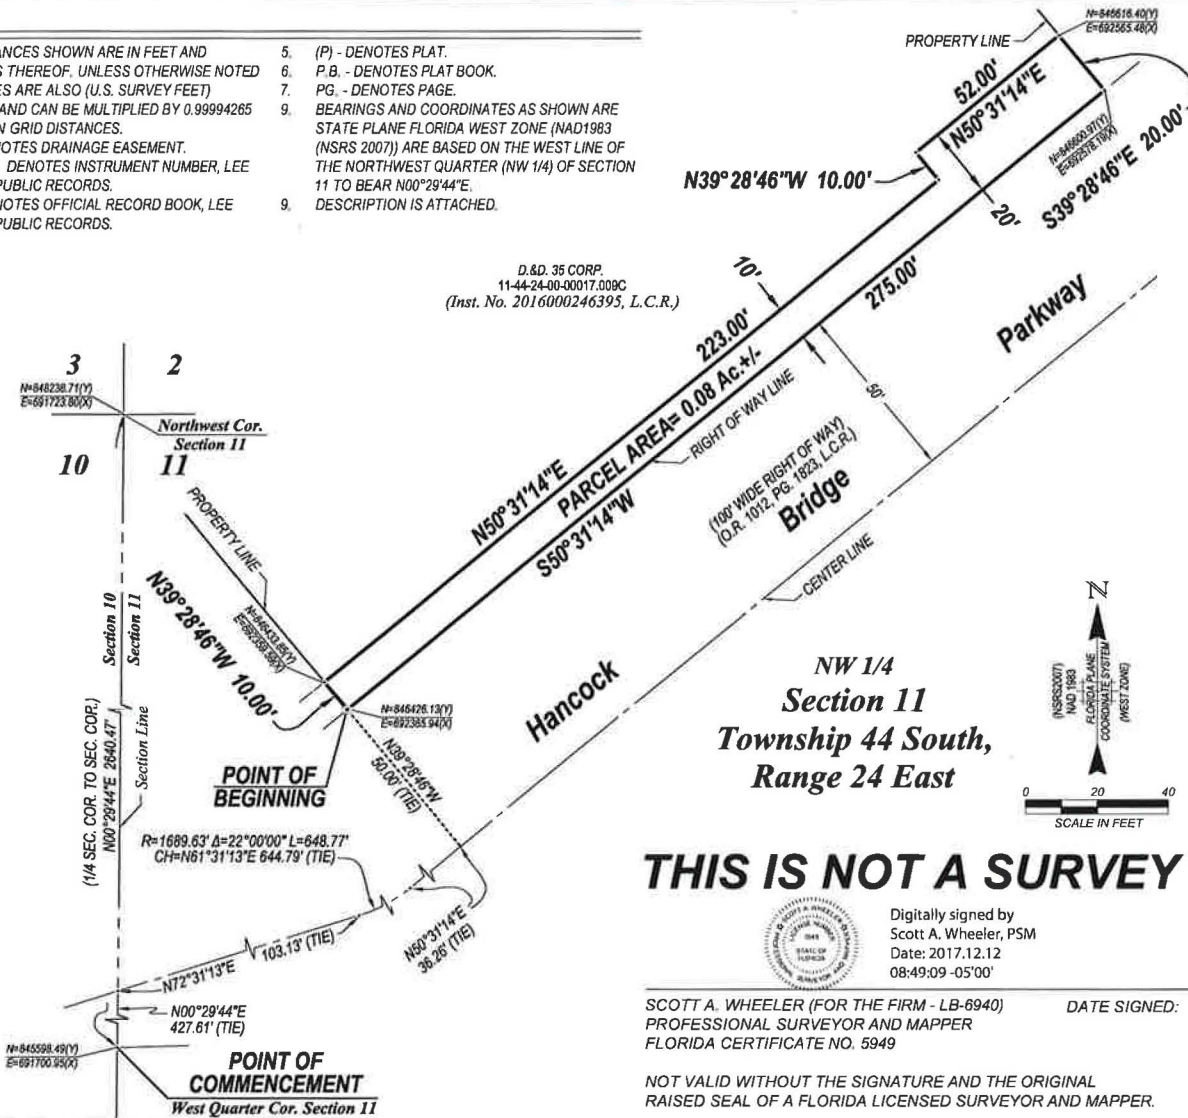 ANCES SHOWN ARE IN FEET AND
S THEREOF, UNLESS OTHERWISE NOTED
ES ARE ALSO (U.S. SURVEY FEET)
AND CAN BE MULTIPLIED BY 0.99994265
N GRID DISTANCES.
NOTES DRAINAGE EASEMENT.
DENOTES INSTRUMENT NUMBER, LEE
PUBLIC RECORDS.
NOTES OFFICIAL RECORD BOOK, LEE
PUBLIC RECORDS.
5. (P) - DENOTES PLAT.
6. P.B. - DENOTES PLAT BOOK.
7. PG. - DENOTES PAGE.
9. BEARINGS AND COORDINATES AS SHOWN ARE
STATE PLANE FLORIDA WEST ZONE (NAD1983
(NSRS 2007)) ARE BASED ON THE WEST LINE OF
THE NORTHWEST QUARTER (NW 1/4) OF SECTION
11 TO BEAR N00°29'44"E.
9. DESCRIPTION IS ATTACHED.
N=846616.40(Y)
E=692565.46(X)
PROPERTY LINE
52.00'
N50°31'14"E
N=846600.97(Y)
E=692578.19(X)
S39°28'46"E 20.00'
N39°28'46"W 10.00'
20'
D.&D. 35 CORP.
11-44-24-00-00017.009C
(Inst. No. 2016000246395, L.C.R.)
10'
275.00'
223.00'
Parkway
3
2
N=848238.71(Y)
E=691723.80(X)
Northwest Cor.
Section 11
10
11
PARCEL AREA= 0.08 Ac.+/-
RIGHT OF WAY LINE
50'
N50°31'14"E
S50°31'14"W
(100' WIDE RIGHT OF WAY)
(O.R. 1012, PG. 1823, L.C.R.)
Bridge
CENTER LINE
PROPERTY LINE
N=846433.85(Y)
E=692359.58(X)
N39°28'46"W 10.00'
Section 10
Section 11
Hancock
N=846426.13(Y)
E=692365.94(X)
N39°28'46"W
50.00' (TIE)
POINT OF
BEGINNING
NW 1/4
Section 11
Township 44 South,
Range 24 East
N
(NSRS2007)
NAD 1983
FLORIDA PLANE
COORDINATE SYSTEM
(WEST ZONE)
0 20 40
SCALE IN FEET
(1/4 SEC. COR. TO SEC. COR.)
N00°29'44"E 2640.47'
Section Line
R=1689.63' Δ=22°00'00" L=648.77'
CH=N61°31'13"E 644.79' (TIE)
N50°31'14"E
36.26' (TIE)
N72°31'13"E 103.13' (TIE)
N00°29'44"E
427.61' (TIE)
N=845598.49(Y)
E=691700.95(X)
POINT OF
COMMENCEMENT
West Quarter Cor. Section 11
THIS IS NOT A SURVEY
Digitally signed by
Scott A. Wheeler, PSM
Date: 2017.12.12
08:49:09 -05'00'
SCOTT A. WHEELER (FOR THE FIRM - LB-6940) DATE SIGNED:
PROFESSIONAL SURVEYOR AND MAPPER
FLORIDA CERTIFICATE NO. 5949
NOT VALID WITHOUT THE SIGNATURE AND THE ORIGINAL
RAISED SEAL OF A FLORIDA LICENSED SURVEYOR AND MAPPER.